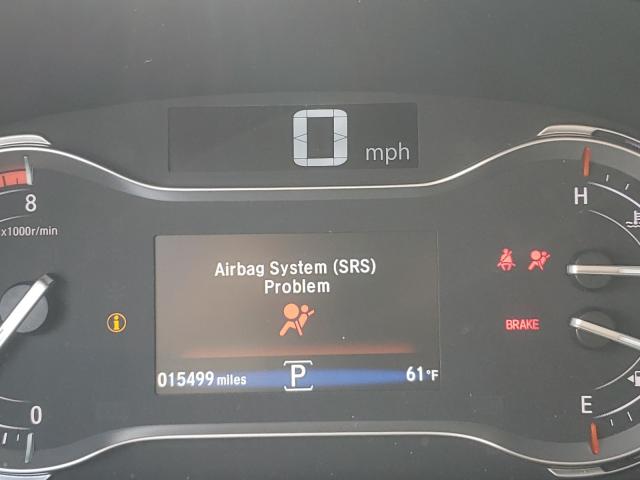 0 mph
8
x1000r/min
H
Airbag System (SRS)
Problem
i
BRAKE
015499 miles P 61°F
0
E